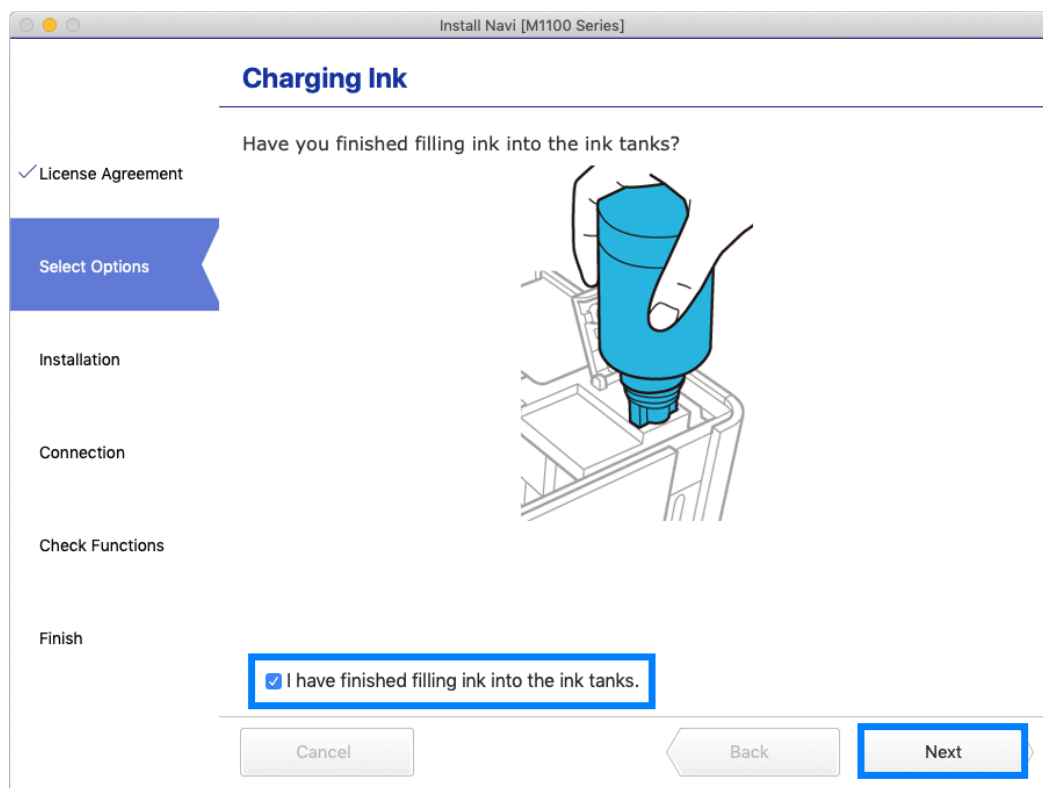 Install Navi [M1100 Series]
Charging Ink
Have you finished filling ink into the ink tanks?
License Agreement
Select Options
Installation
Connection
Check Functions
Finish
I have finished filling ink into the ink tanks.
Cancel
Back
Next